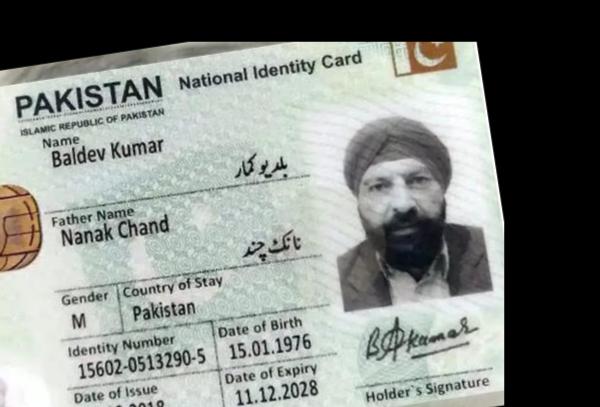 PAKISTAN National Identity Card
ISLAMIC REPUBLIC OF PAKISTAN
Name
Baldev Kumar
بلدیو کمار
Father Name
Nanak Chand
نانک چند
Gender Country of Stay
M Pakistan
Identity Number Date of Birth
15602-0513290-5 15.01.1976
Date of Issue Date of Expiry
2018 11.12.2028
Holder`s Signature